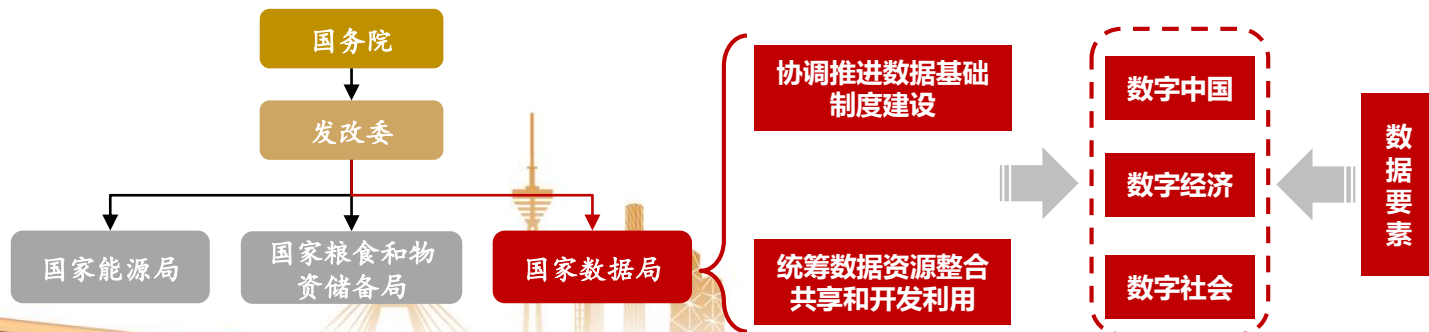 国务院
发改委
国家能源局
国家粮食和物
资储备局
国家数据局
协调推进数据基础
制度建设
统筹数据资源整合
共享和开发利用
数字中国
数字经济
数字社会
数据要素